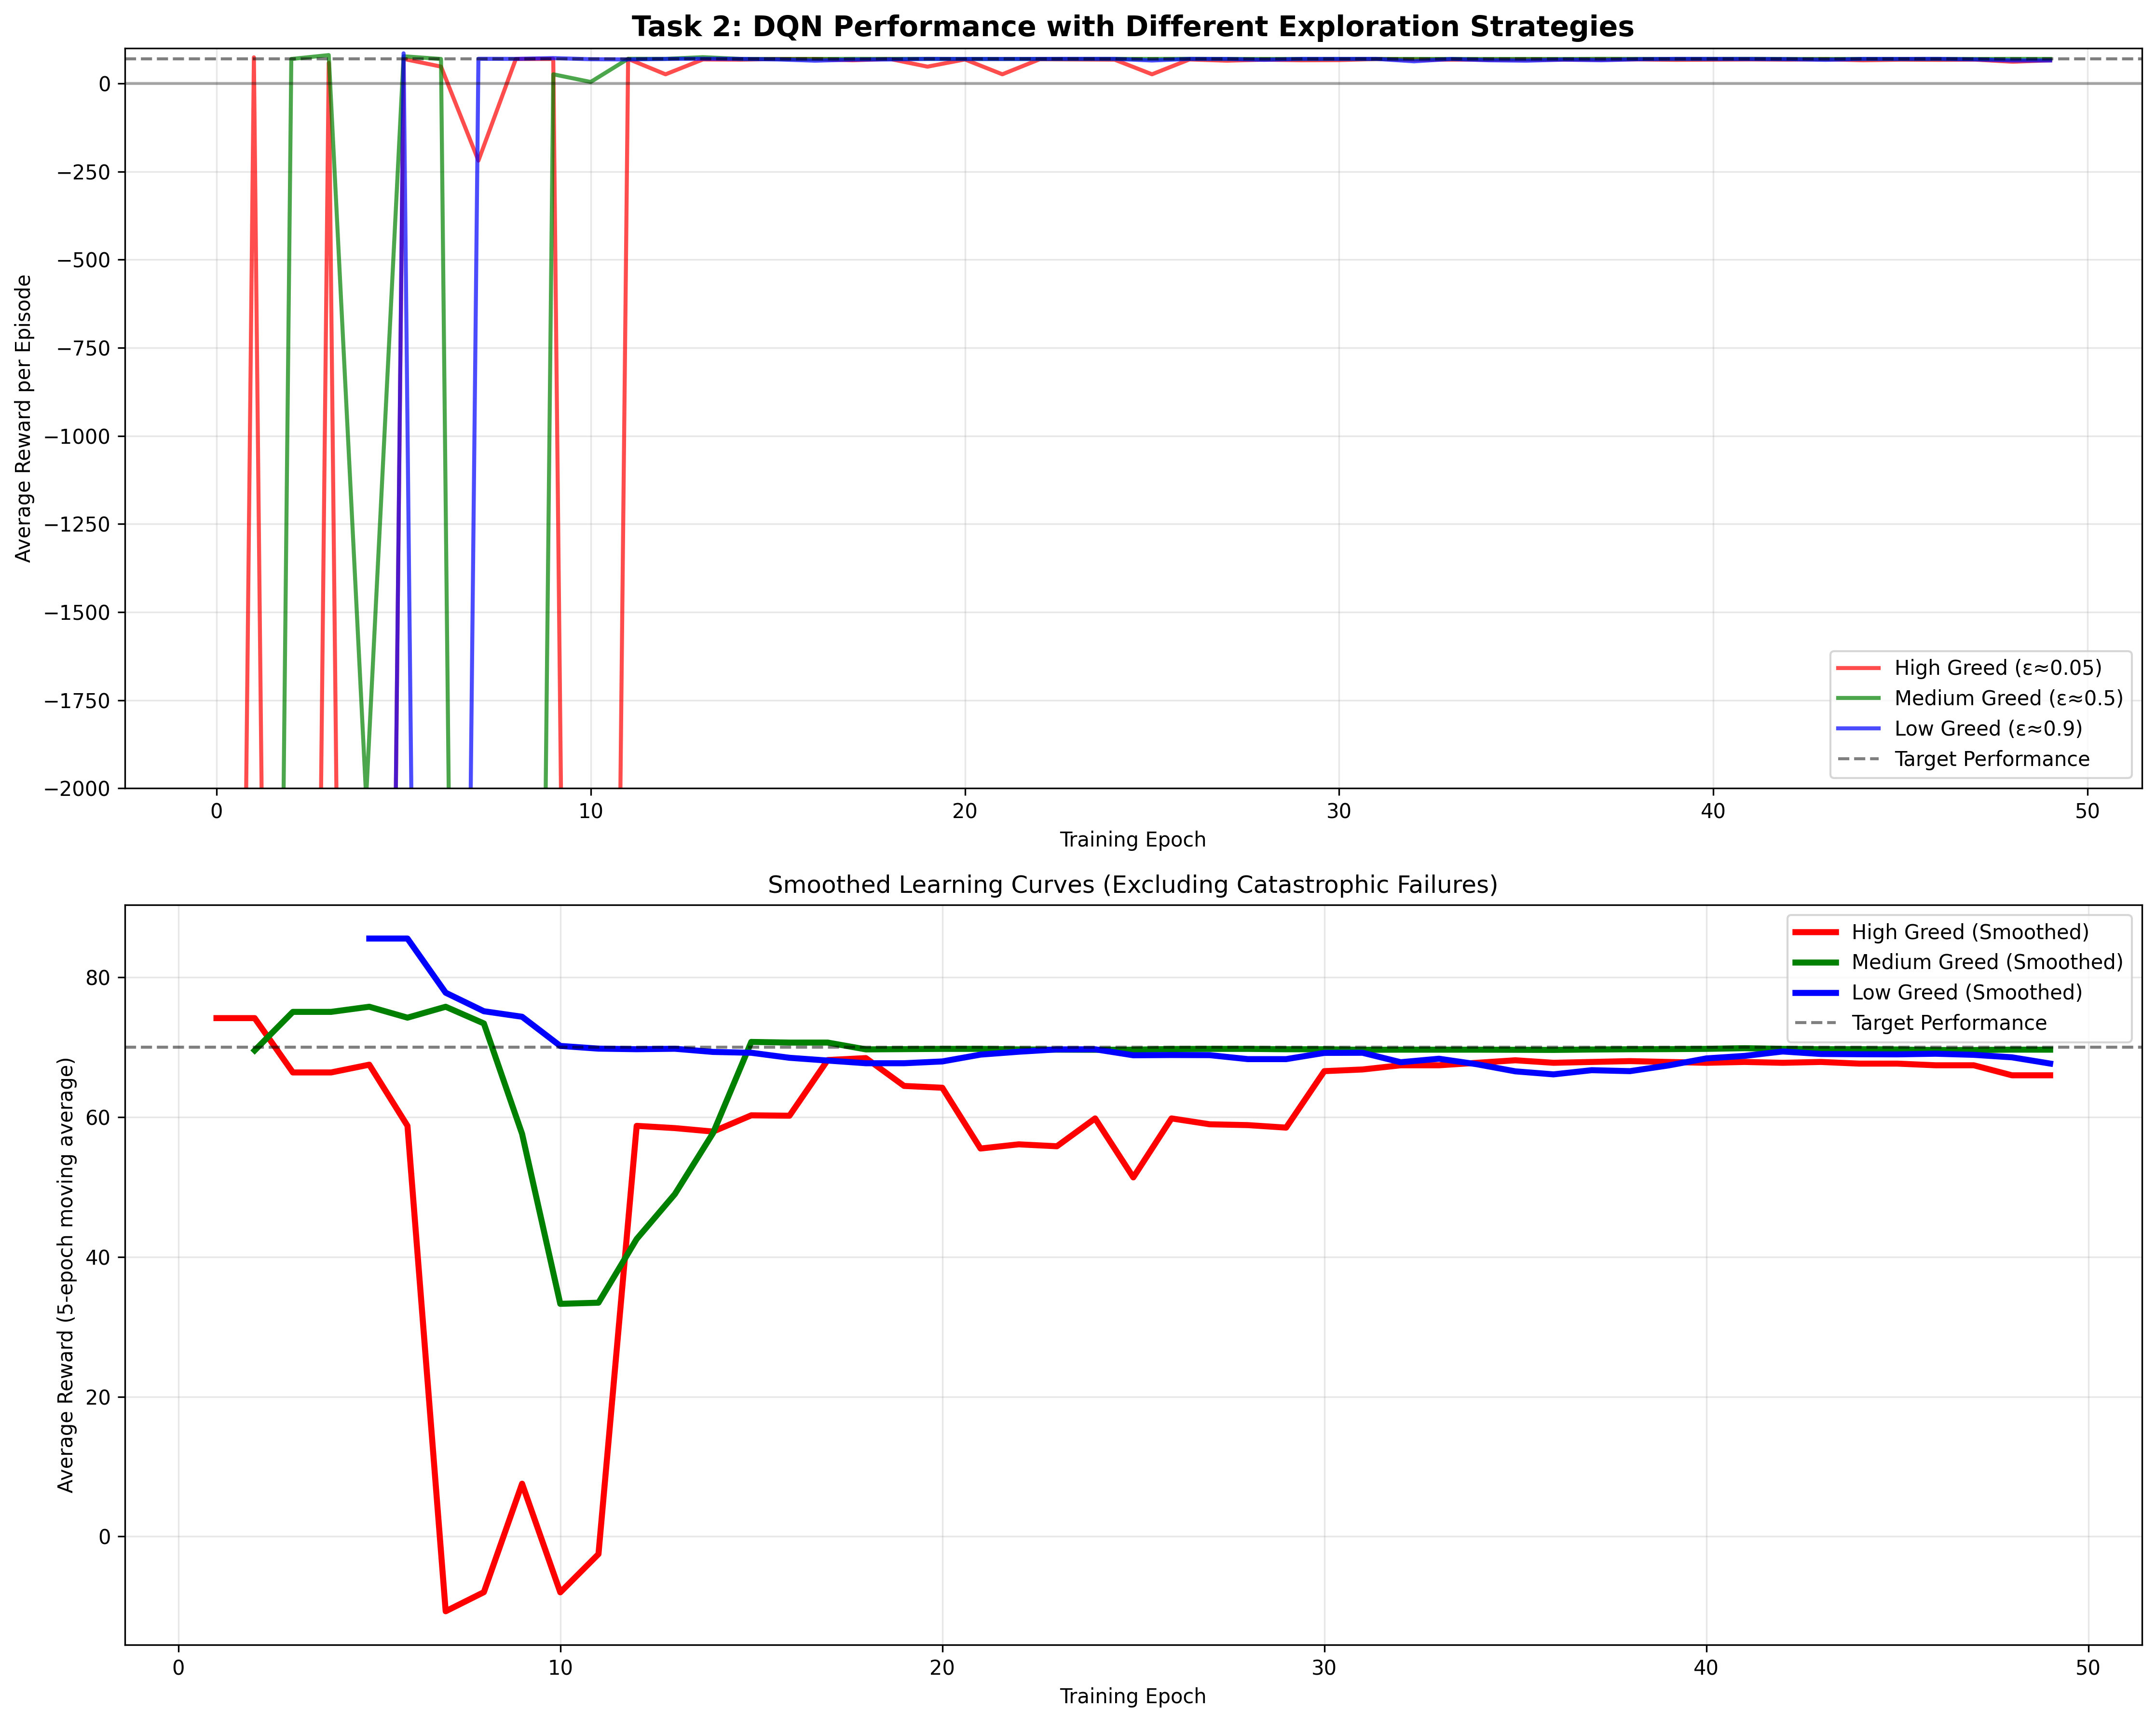 Task 2: DQN Performance with Different Exploration Strategies
Average Reward per Episode
0
−250
−500
−750
−1000
−1250
−1500
−1750
−2000
High Greed (ε≈0.05)
Medium Greed (ε≈0.5)
Low Greed (ε≈0.9)
Target Performance
0 10 20 30 40 50
Training Epoch
Smoothed Learning Curves (Excluding Catastrophic Failures)
Average Reward (5-epoch moving average)
80
60
40
20
0
High Greed (Smoothed)
Medium Greed (Smoothed)
Low Greed (Smoothed)
Target Performance
0 10 20 30 40 50
Training Epoch